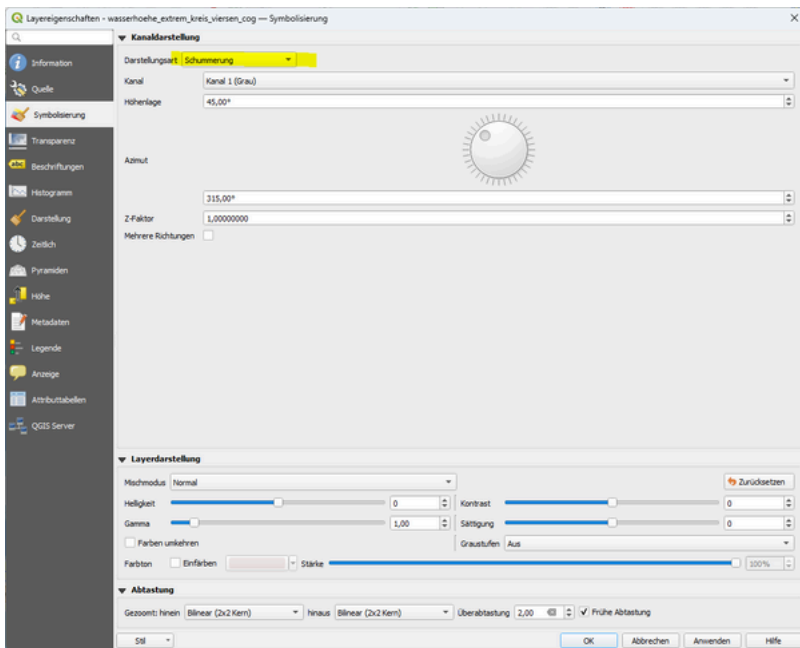 Layereigenschaften - wasserhoehe_extrem_kreis_viersen_cog — Symbolisierung
Information
Quelle
Symbolisierung
Transparenz
abc Beschriftungen
Histogramm
Darstellung
Zeitlich
Pyramiden
Höhe
Metadaten
Legende
Anzeige
Attributtabellen
QGIS Server
Kanaldarstellung
Darstellungsart Schummerung
Kanal Kanal 1 (Grau)
Höhenlage 45,00°
Azimut
315,00°
Z-Faktor 1,00000000
Mehrere Richtungen
Layerdarstellung
Mischmodus Normal Zurücksetzen
Helligkeit 0 Kontrast 0
Gamma 1,00 Sättigung 0
Farben umkehren Graustufen Aus
Farbton Einfärben Stärke 100%
Abtastung
Gezoomt: hinein Bilinear (2x2 Kern) hinaus Bilinear (2x2 Kern) Überabtastung 2,00 Frühe Abtastung
Stil OK Abbrechen Anwenden Hilfe